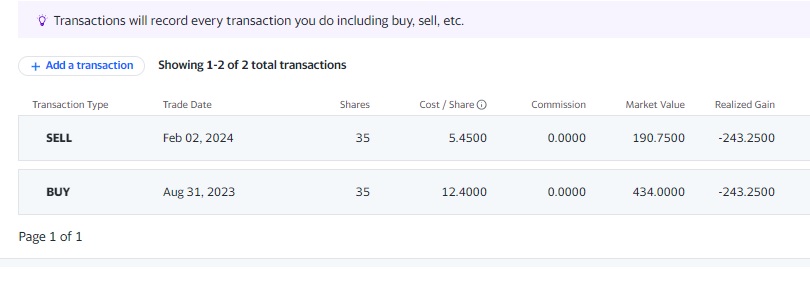 Transactions will record every transaction you do including buy, sell, etc.
+ Add a transaction Showing 1-2 of 2 total transactions
Transaction Type Trade Date Shares Cost / Share Commission Market Value Realized Gain
SELL Feb 02, 2024 35 5.4500 0.0000 190.7500 -243.2500
BUY Aug 31, 2023 35 12.4000 0.0000 434.0000 -243.2500
Page 1 of 1